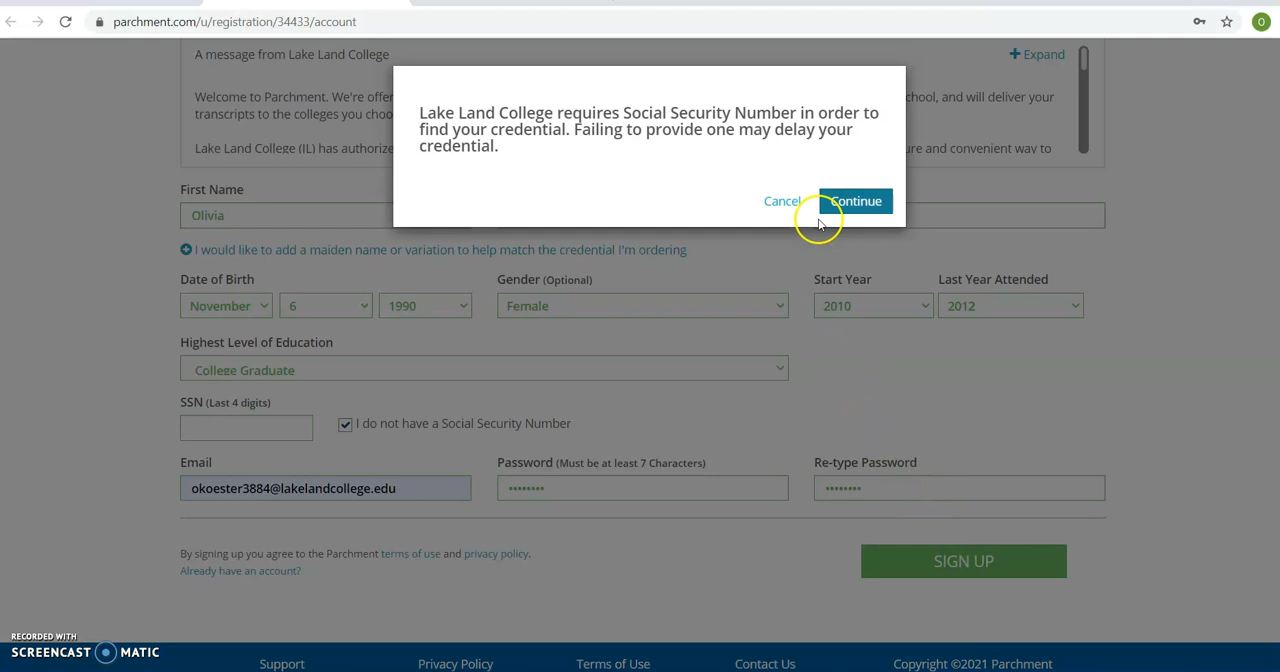 parchment.com/u/registration/34433/account
O
A message from Lake Land College
Expand
Welcome to Parchment. We're offer
chool, and will deliver your
transcripts to the colleges you choo
Lake Land College (IL) has authoriz
ure and convenient way to
Lake Land College requires Social Security Number in order to
find your credential. Failing to provide one may delay your
credential.
Cancel
Continue
First Name
Olivia
I would like to add a maiden name or variation to help match the credential I'm ordering
Date of Birth
Gender (Optional)
Start Year
Last Year Attended
November
6
1990
Female
2010
2012
Highest Level of Education
College Graduate
SSN (Last 4 digits)
I do not have a Social Security Number
Email
Password (Must be at least 7 Characters)
Re-type Password
okoester3884@lakelandcollege.edu
••••••••
••••••••
By signing up you agree to the Parchment terms of use and privacy policy.
Already have an account?
SIGN UP
RECORDED WITH
SCREENCAST MATIC
Support
Privacy Policy
Terms of Use
Contact Us
Copyright ©2021 Parchment